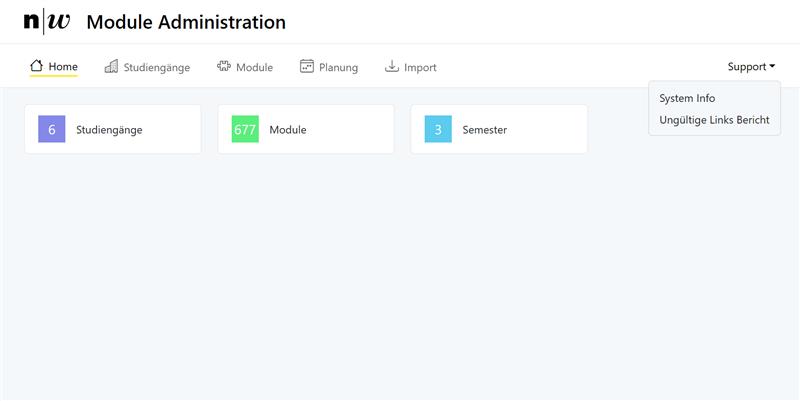 n|w Module Administration
Home Studiengänge Module Planung Import Support
System Info
Ungültige Links Bericht
6 Studiengänge 677 Module 3 Semester